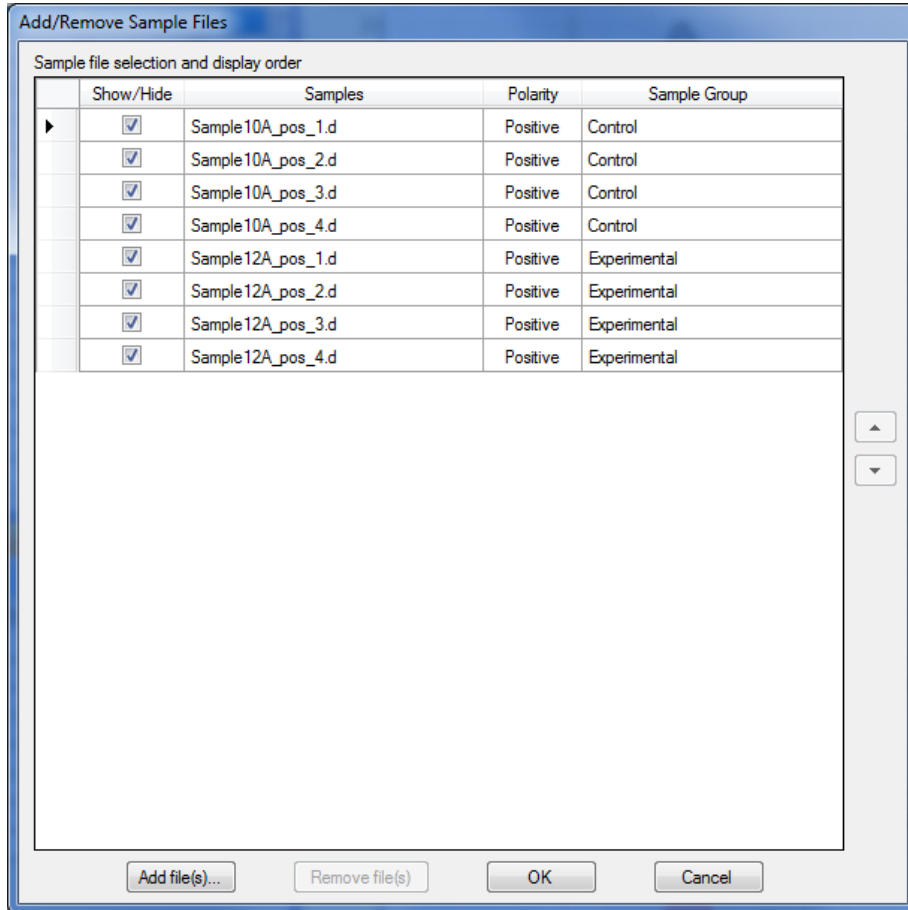 Add/Remove Sample Files
Sample file selection and display order
Show/Hide Samples Polarity Sample Group
Sample10A_pos_1.d Positive Control
Sample10A_pos_2.d Positive Control
Sample10A_pos_3.d Positive Control
Sample10A_pos_4.d Positive Control
Sample12A_pos_1.d Positive Experimental
Sample12A_pos_2.d Positive Experimental
Sample12A_pos_3.d Positive Experimental
Sample12A_pos_4.d Positive Experimental
Add file(s)... Remove file(s) OK Cancel